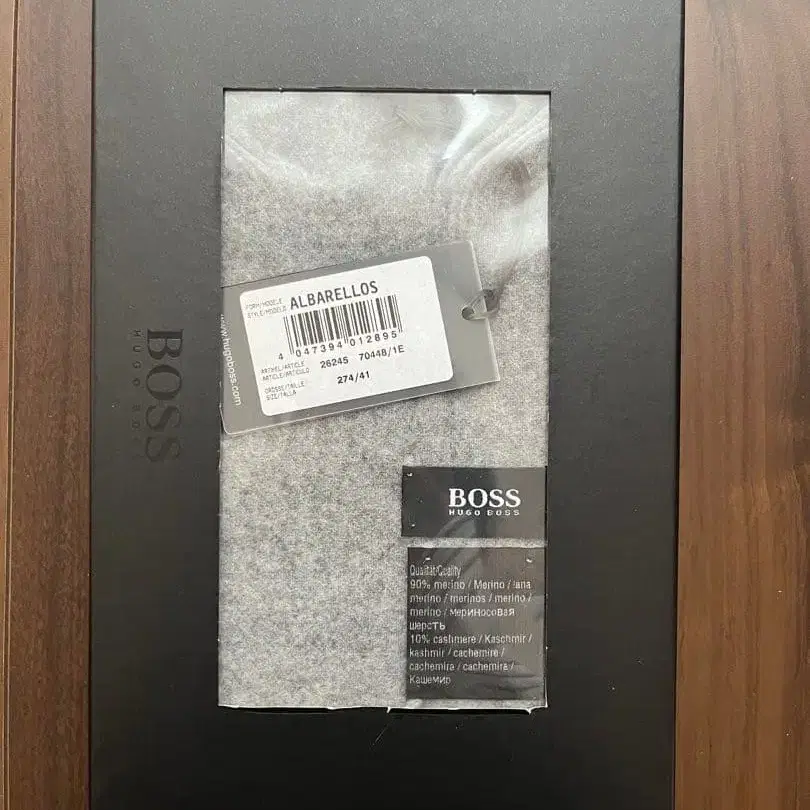 FORM/MODELE
STYLE/MODELO
ALBARELLOS
4 047394 012895
ARTIKEL/ARTICLE
ARTICLE/ARTICULO
26245 70448/1E
GROSSE/TAILLE
SIZE/TALLA
274/41
www.hugoboss.com
BOSS
HUGO BOSS
BOSS
HUGO BOSS
Qualität/Quality
90% merino / Merino / lana
merino / merinos / merino /
merino / мериносовая
шерсть
10% cashmere / Kaschmir /
kashmir / cachemire /
cachemira / cachemira /
Кашемир